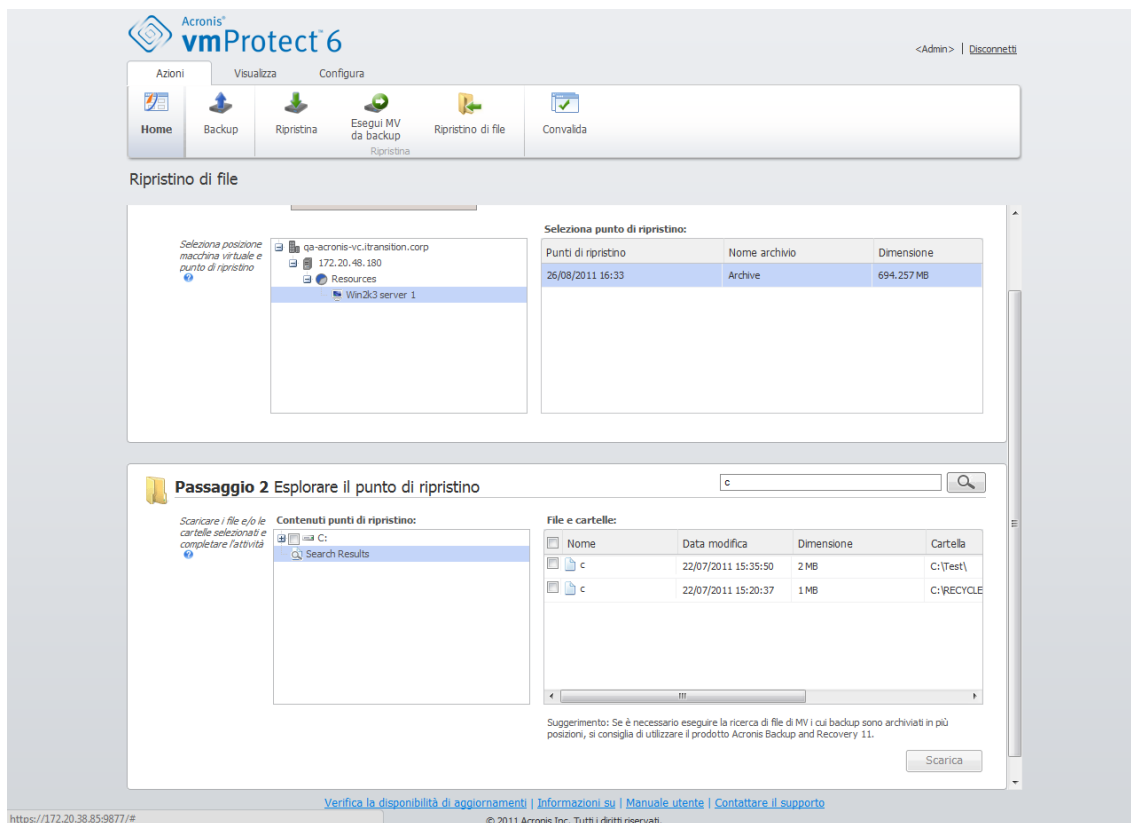 Acronis®
vmProtect™6
<Admin> | Disconnetti
Azioni Visualizza Configura
Home Backup Ripristina Esegui MV da backup Ripristino di file Convalida
Ripristina
Ripristino di file
Seleziona posizione
macchina virtuale e
punto di ripristino
qa-acronis-vc.itransition.corp
172.20.48.180
Resources
Win2k3 server 1
Seleziona punto di ripristino:
Punti di ripristino Nome archivio Dimensione
26/08/2011 16:33 Archive 694.257 MB
Passaggio 2 Esplorare il punto di ripristino
c
Scaricare i file e/o le
cartelle selezionati e
completare l'attività
Contenuti punti di ripristino:
C:
Search Results
File e cartelle:
Nome Data modifica Dimensione Cartella
c 22/07/2011 15:35:50 2 MB C:\Test\
c 22/07/2011 15:20:37 1 MB C:\RECYCLE
Suggerimento: Se è necessario eseguire la ricerca di file di MV i cui backup sono archiviati in più
posizioni, si consiglia di utilizzare il prodotto Acronis Backup and Recovery 11.
Scarica
Verifica la disponibilità di aggiornamenti | Informazioni su | Manuale utente | Contattare il supporto
https://172.20.38.85:9877/#
© 2011 Acronis Inc. Tutti i diritti riservati.